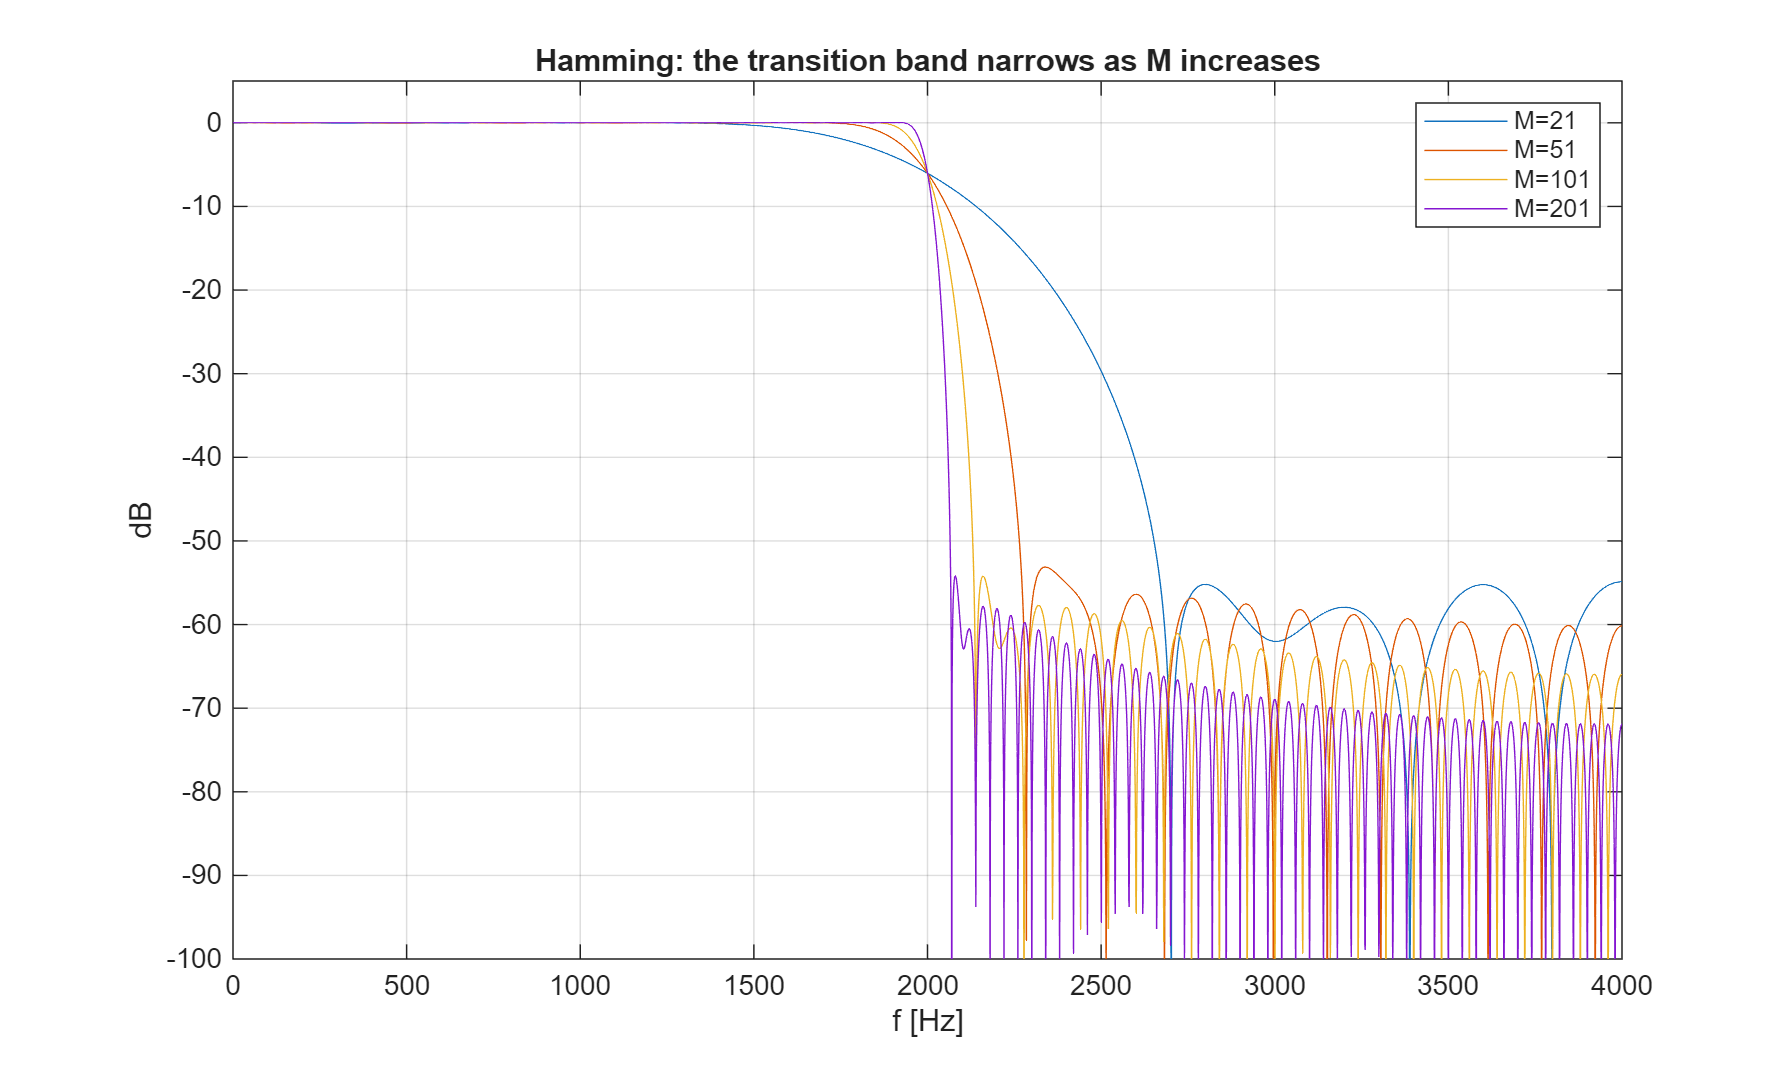 Hamming: the transition band narrows as M increases
M=21
M=51
M=101
M=201
0
-10
-20
-30
-40
-50
-60
-70
-80
-90
-100
dB
0 500 1000 1500 2000 2500 3000 3500 4000
f [Hz]